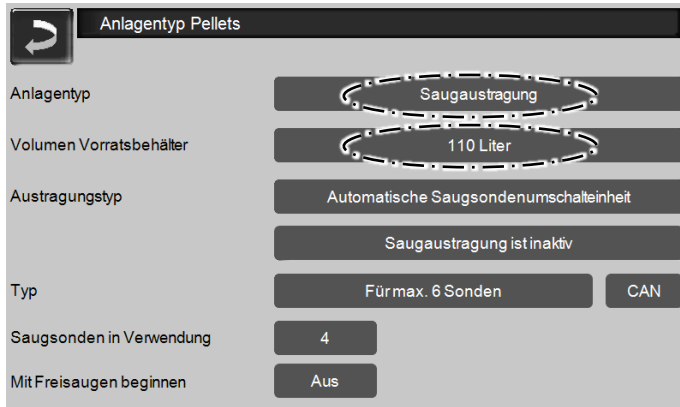 Anlagentyp Pellets
Anlagentyp Saugaustragung
Volumen Vorratsbehälter 110 Liter
Austragungstyp Automatische Saugsondenumschalteinheit
Saugaustragung ist inaktiv
Typ Für max. 6 Sonden CAN
Saugsonden in Verwendung 4
Mit Freisaugen beginnen Aus